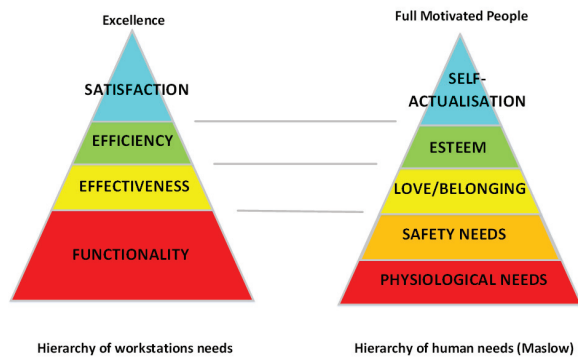 Excellence
SATISFACTION
EFFICIENCY
EFFECTIVENESS
FUNCTIONALITY
Hierarchy of workstations needs
Full Motivated People
SELF-
ACTUALISATION
ESTEEM
LOVE/BELONGING
SAFETY NEEDS
PHYSIOLOGICAL NEEDS
Hierarchy of human needs (Maslow)